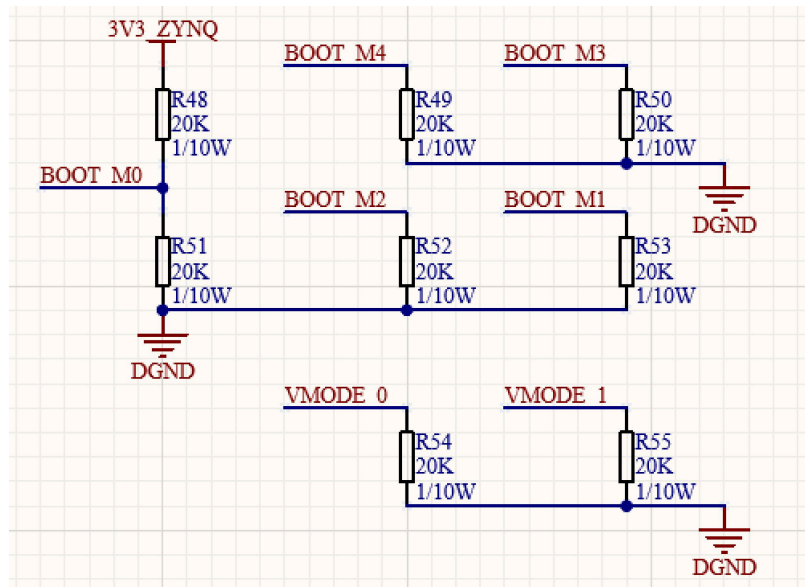 3V3_ZYNQ
BOOT_M4
BOOT_M3
R48
20K
1/10W
R49
20K
1/10W
R50
20K
1/10W
BOOT_M0
DGND
BOOT_M2
BOOT_M1
R51
20K
1/10W
R52
20K
1/10W
R53
20K
1/10W
DGND
VMODE_0
VMODE_1
R54
20K
1/10W
R55
20K
1/10W
DGND